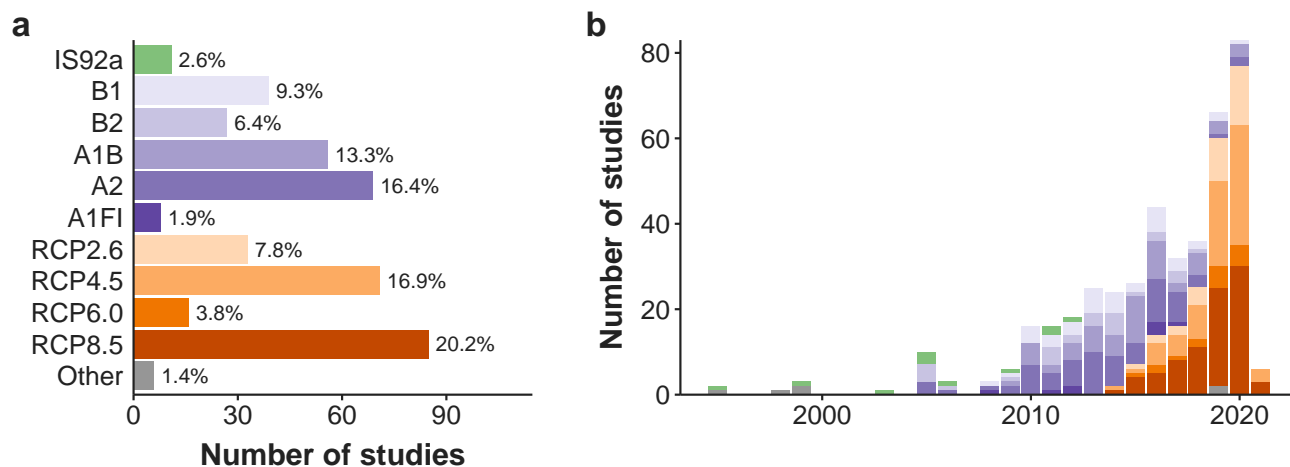 a
IS92a 2.6%
B1 9.3%
B2 6.4%
A1B 13.3%
A2 16.4%
A1FI 1.9%
RCP2.6 7.8%
RCP4.5 16.9%
RCP6.0 3.8%
RCP8.5 20.2%
Other 1.4%
0 30 60 90
Number of studies
b
Number of studies
80
60
40
20
0
2000 2010 2020